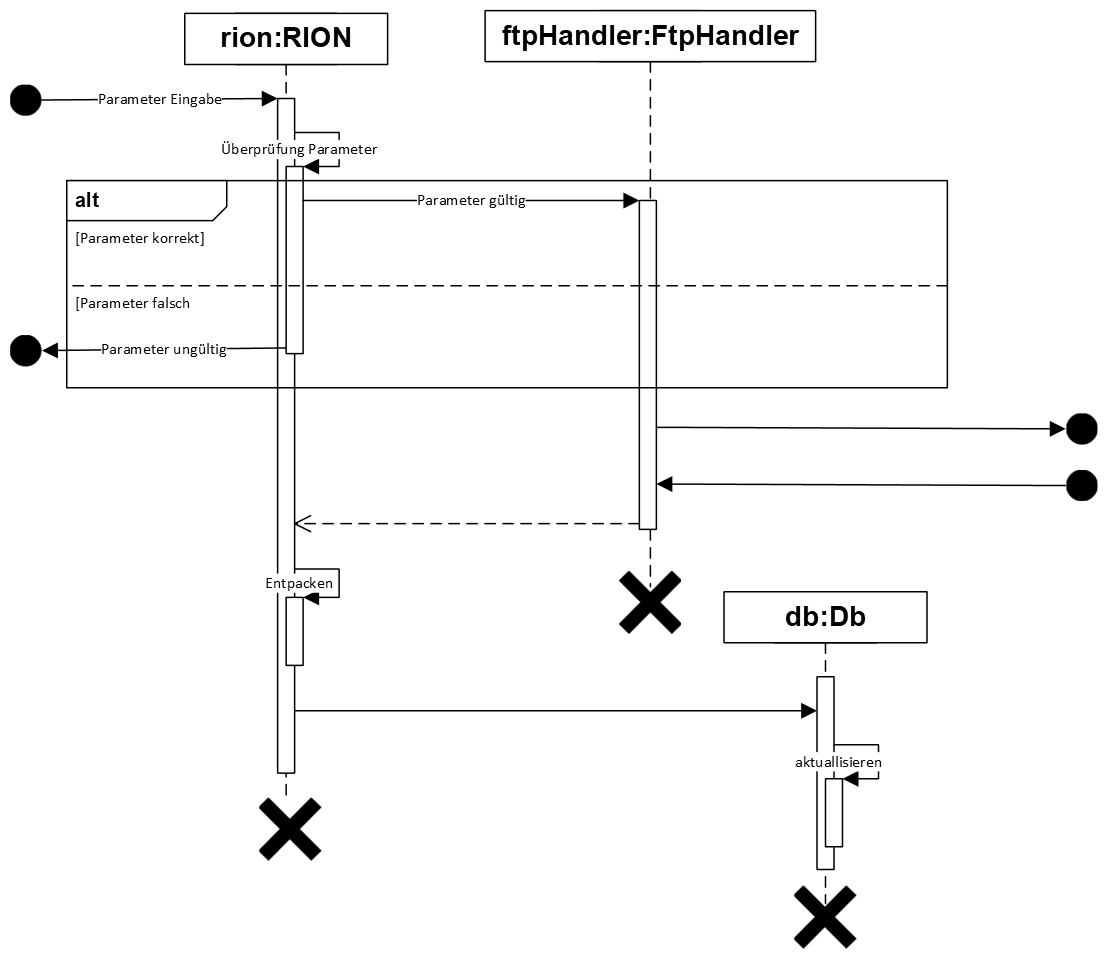 rion:RION
ftpHandler:FtpHandler
Parameter Eingabe
Überprüfung Parameter
alt
Parameter gültig
[Parameter korrekt]
[Parameter falsch
Parameter ungültig
Entpacken
db:Db
aktuallisieren